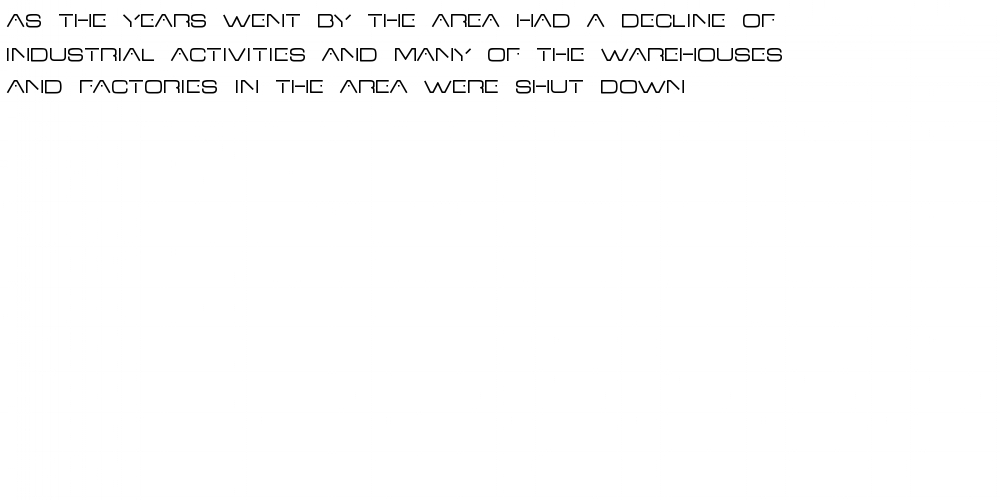 AS THE YEARS WENT BY THE AREA HAD A DECLINE OF
INDUSTRIAL ACTIVITIES AND MANY OF THE WAREHOUSES
AND FACTORIES IN THE AREA WERE SHUT DOWN